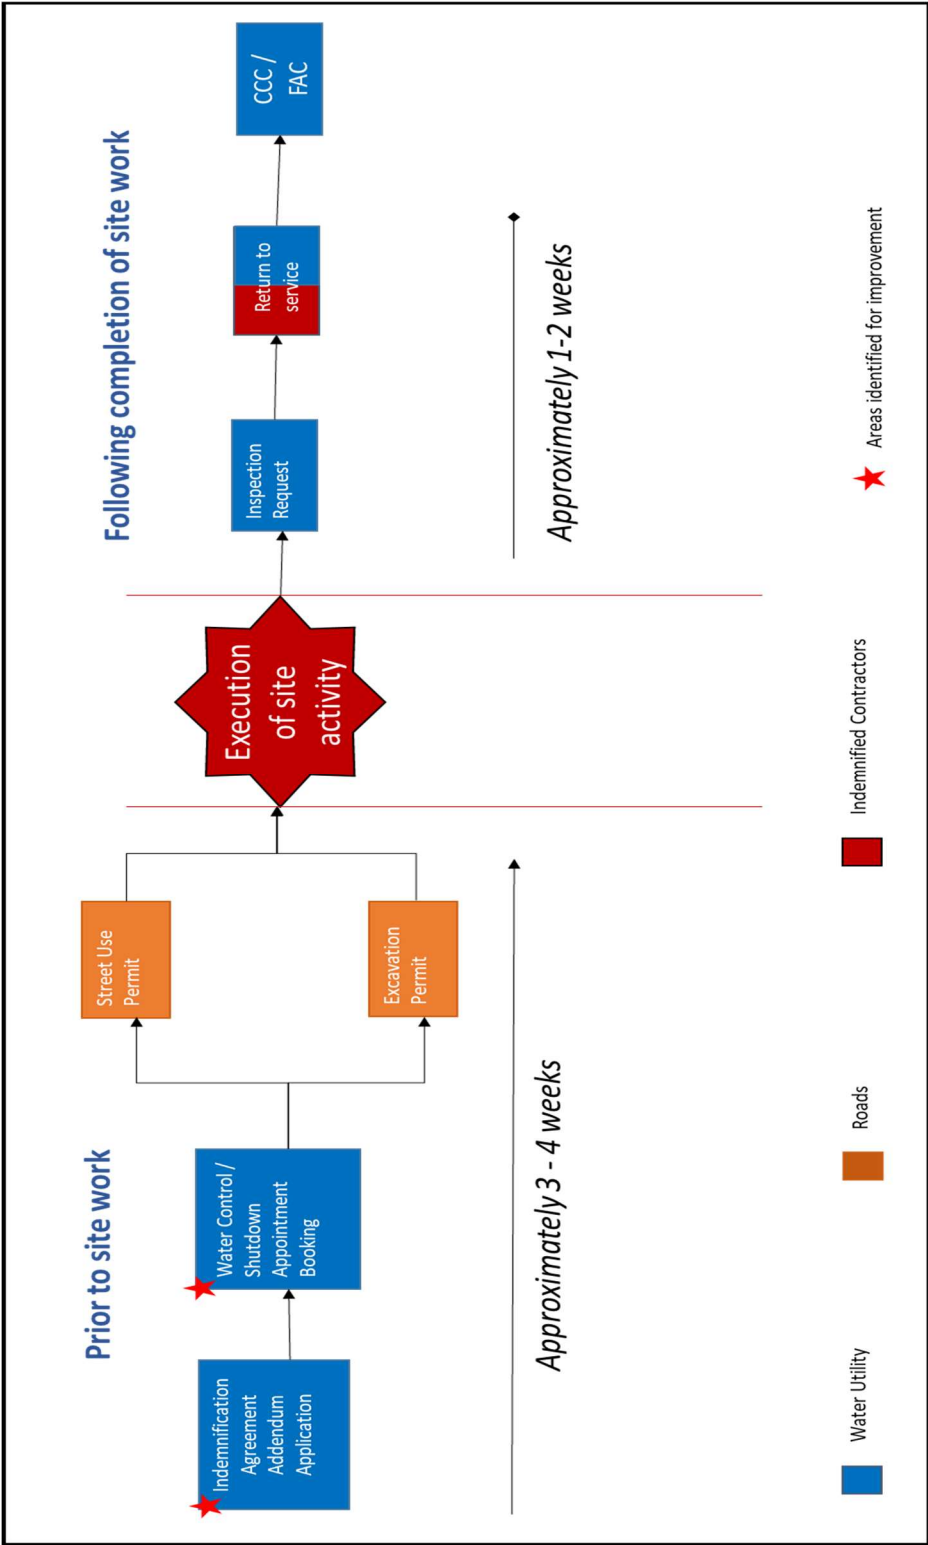 Prior to site work
Following completion of site work
Indemnification
Agreement
Addendum
Application
Water Control /
Shutdown
Appointment
Booking
Street Use
Permit
Excavation
Permit
Execution
of site
activity
Inspection
Request
Return to
service
CCC /
FAC
Approximately 3 - 4 weeks
Approximately 1-2 weeks
Water Utility
Roads
Indemnified Contractors
Areas identified for improvement